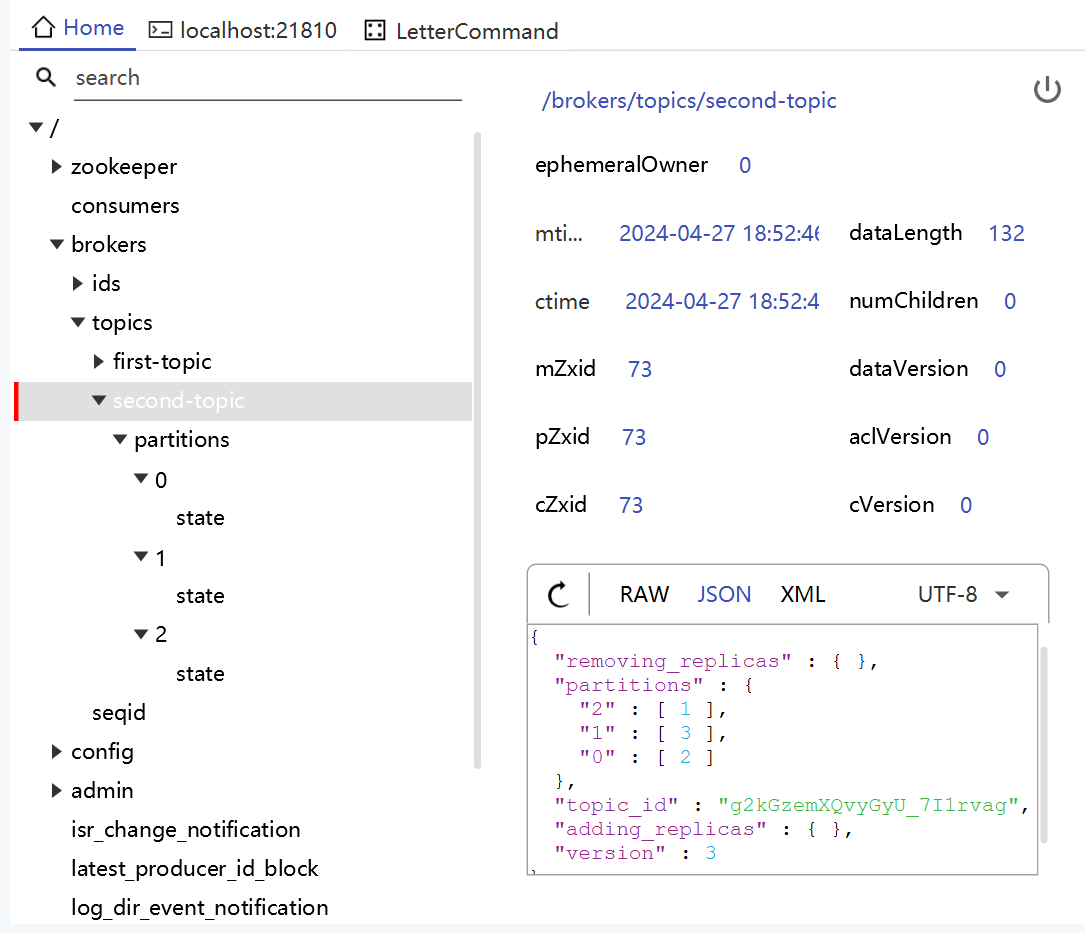 Home localhost:21810 LetterCommand
search
/
zookeeper
consumers
brokers
ids
topics
first-topic
second-topic
partitions
0
state
1
state
2
state
seqid
config
admin
isr_change_notification
latest_producer_id_block
log_dir_event_notification
/brokers/topics/second-topic
ephemeralOwner 0
mti... 2024-04-27 18:52:46 dataLength 132
ctime 2024-04-27 18:52:4 numChildren 0
mZxid 73 dataVersion 0
pZxid 73 aclVersion 0
cZxid 73 cVersion 0
RAW JSON XML UTF-8
{
"removing_replicas" : { },
"partitions" : {
"2" : [ 1 ],
"1" : [ 3 ],
"0" : [ 2 ]
},
"topic_id" : "g2kGzemXQvyGyU_7I1rvag",
"adding_replicas" : { },
"version" : 3